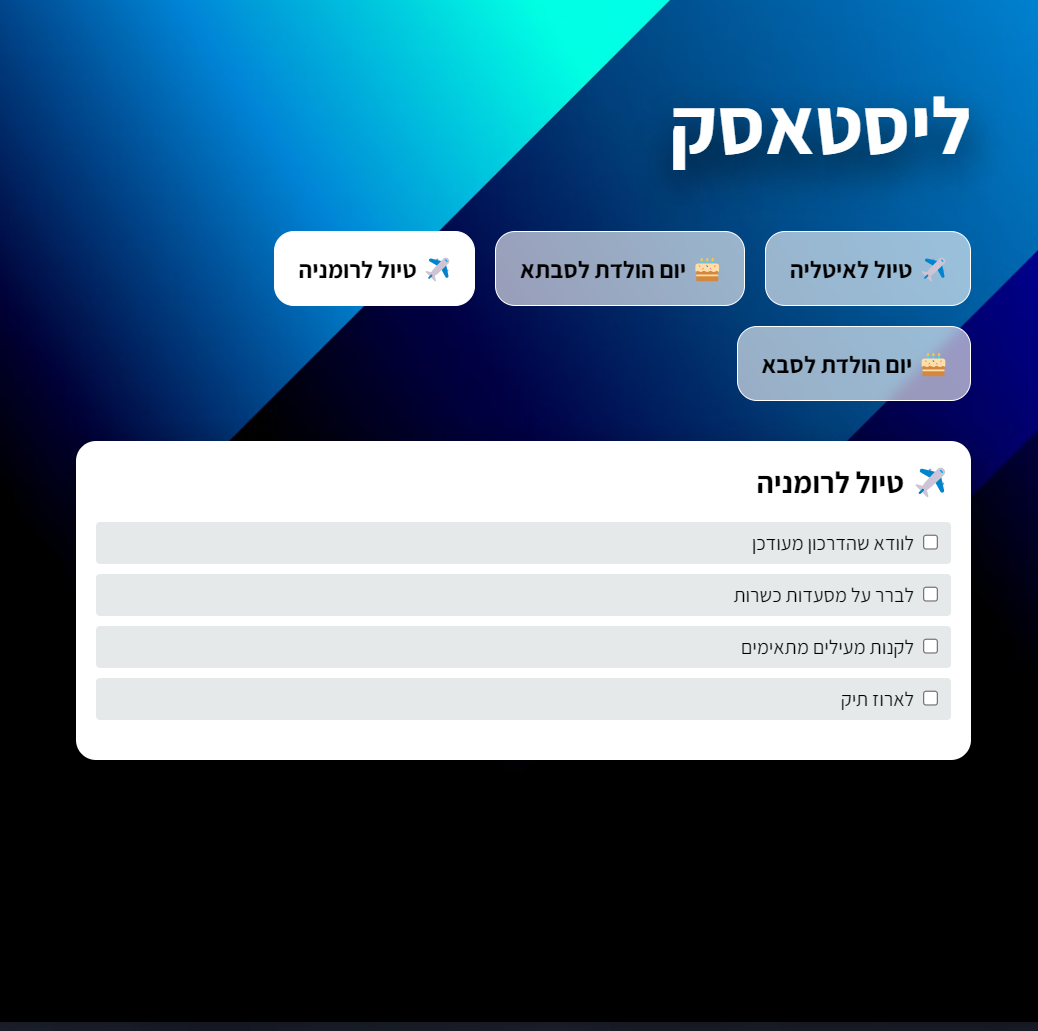 ליסטאסק
✈️ טיול לאיטליה
🎂 יום הולדת לסבתא
✈️ טיול לרומניה
🎂 יום הולדת לסבא
✈️ טיול לרומניה
לוודא שהדרכון מעודכן
לברר על מסעדות כשרות
לקנות מעילים מתאימים
לארוז תיק